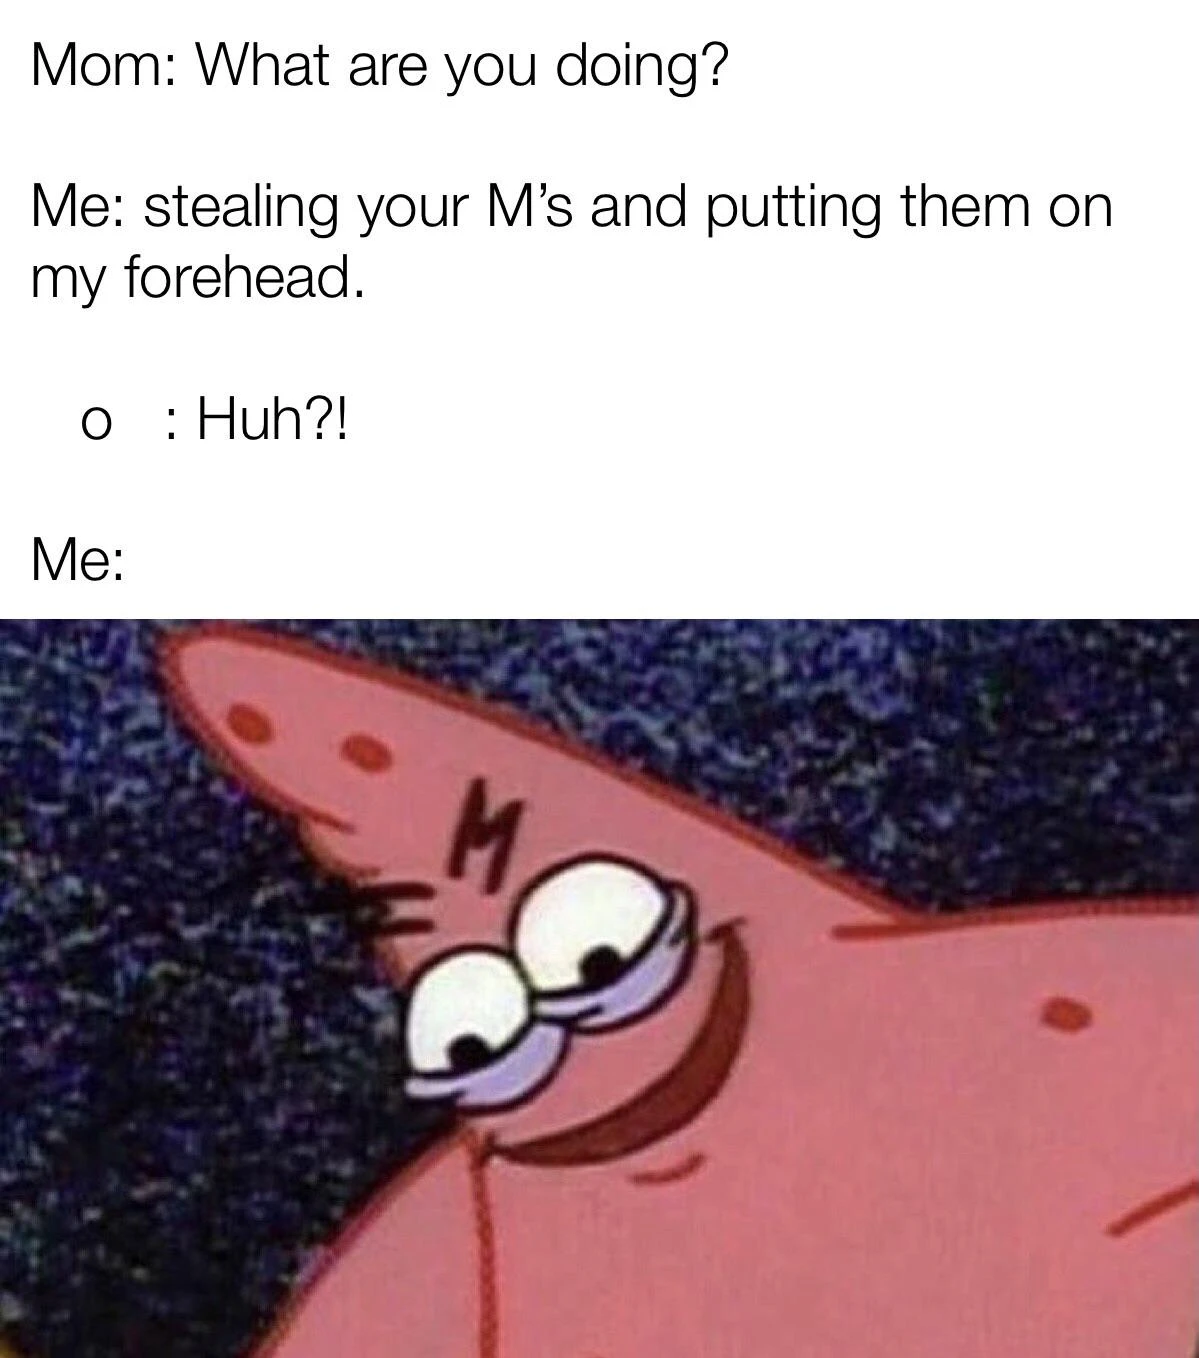 Mom: What are you doing?
Me: stealing your M’s and putting them on
my forehead.
o : Huh?!
Me:
M
M